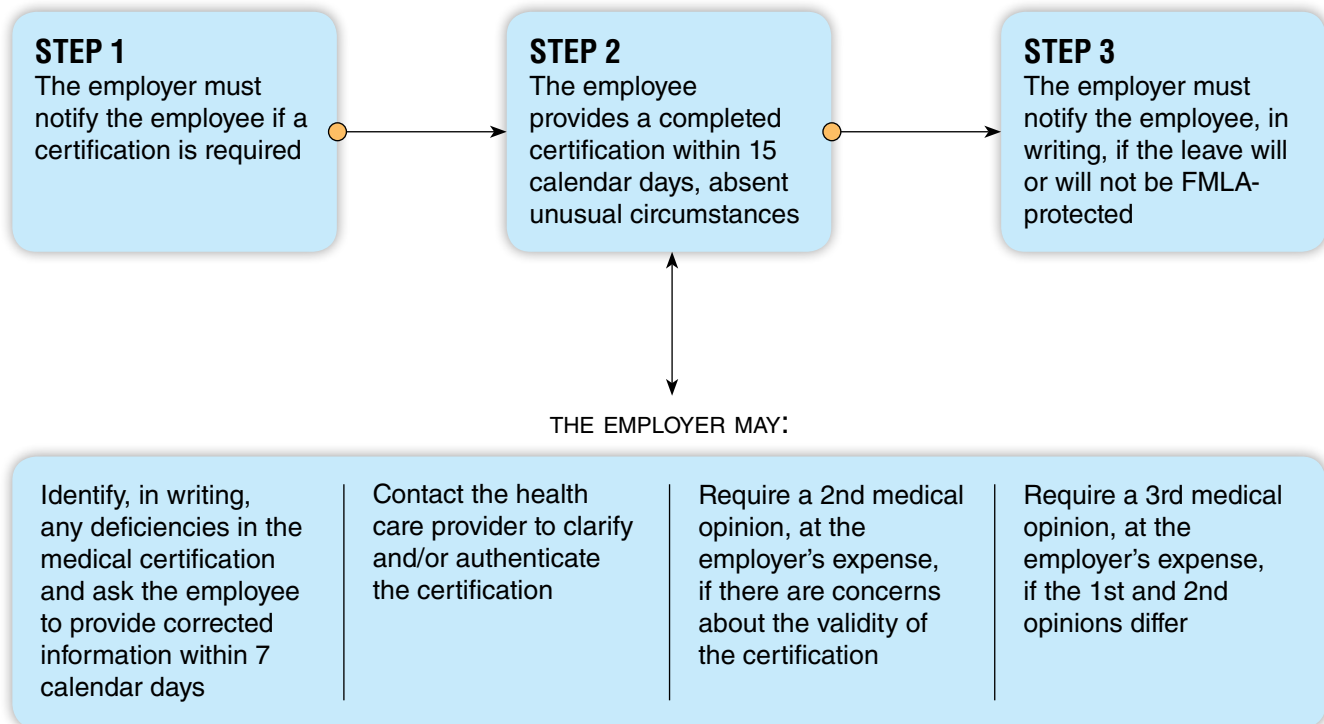 STEP 1
The employer must
notify the employee if a
certification is required
STEP 2
The employee
provides a completed
certification within 15
calendar days, absent
unusual circumstances
STEP 3
The employer must
notify the employee, in
writing, if the leave will
or will not be FMLA-
protected
THE EMPLOYER MAY:
Identify, in writing,
any deficiencies in the
medical certification
and ask the employee
to provide corrected
information within 7
calendar days
Contact the health
care provider to clarify
and/or authenticate
the certification
Require a 2nd medical
opinion, at the
employer’s expense,
if there are concerns
about the validity of
the certification
Require a 3rd medical
opinion, at the
employer’s expense,
if the 1st and 2nd
opinions differ